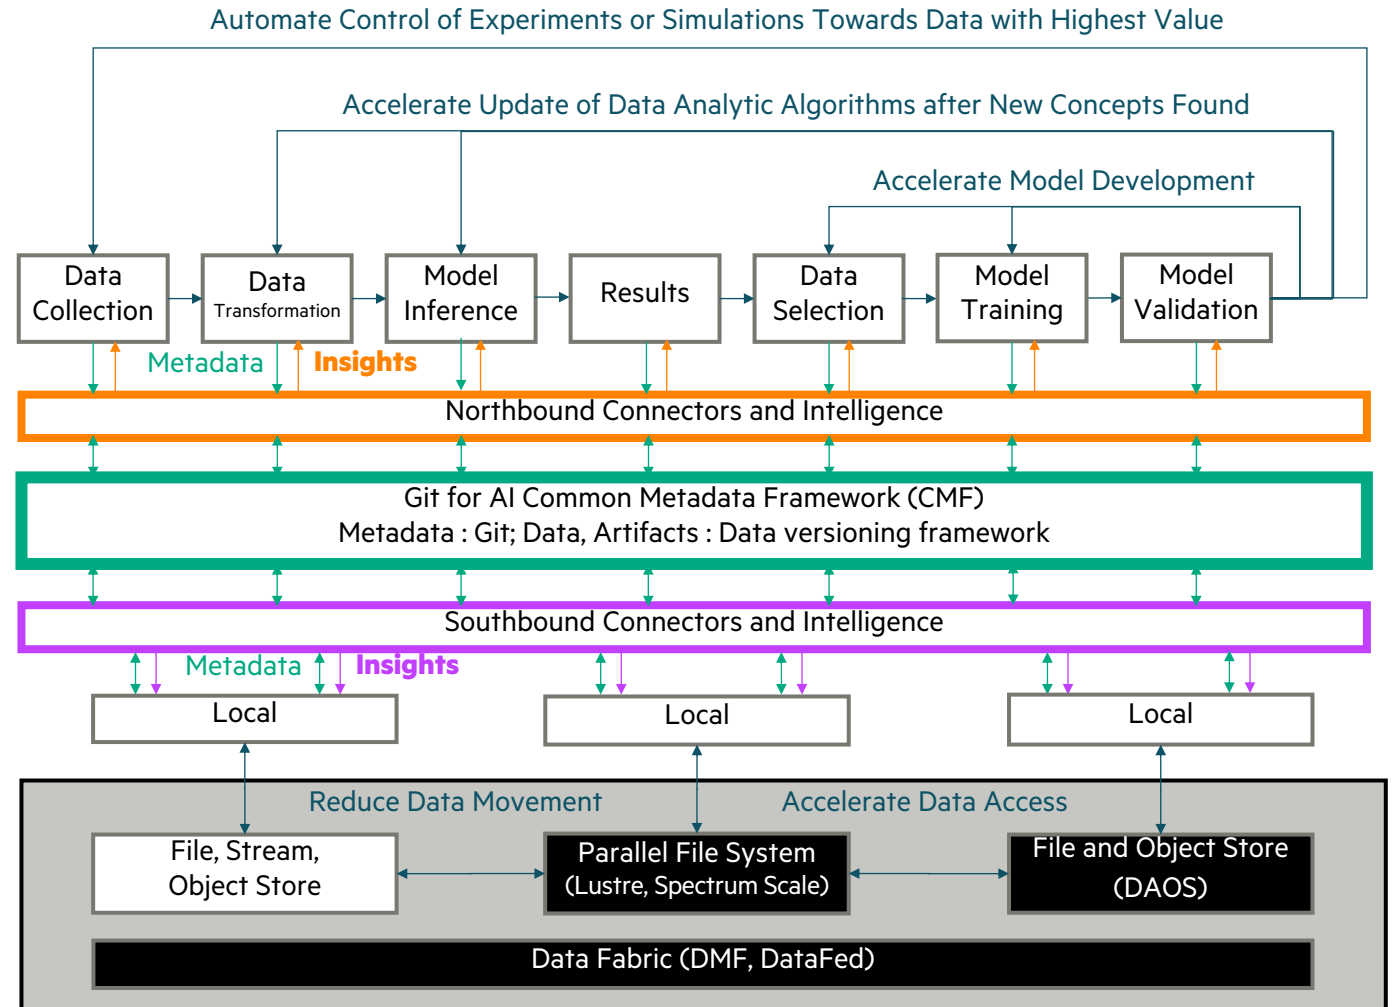 Automate Control of Experiments or Simulations Towards Data with Highest Value
Accelerate Update of Data Analytic Algorithms after New Concepts Found
Accelerate Model Development
Data
Collection
Data
Transformation
Model
Inference
Results
Data
Selection
Model
Training
Model
Validation
Metadata
Insights
Northbound Connectors and Intelligence
Git for AI Common Metadata Framework (CMF)
Metadata : Git; Data, Artifacts : Data versioning framework
Southbound Connectors and Intelligence
Metadata
Insights
Local
Local
Local
Reduce Data Movement
Accelerate Data Access
File, Stream,
Object Store
Parallel File System
(Lustre, Spectrum Scale)
File and Object Store
(DAOS)
Data Fabric (DMF, DataFed)